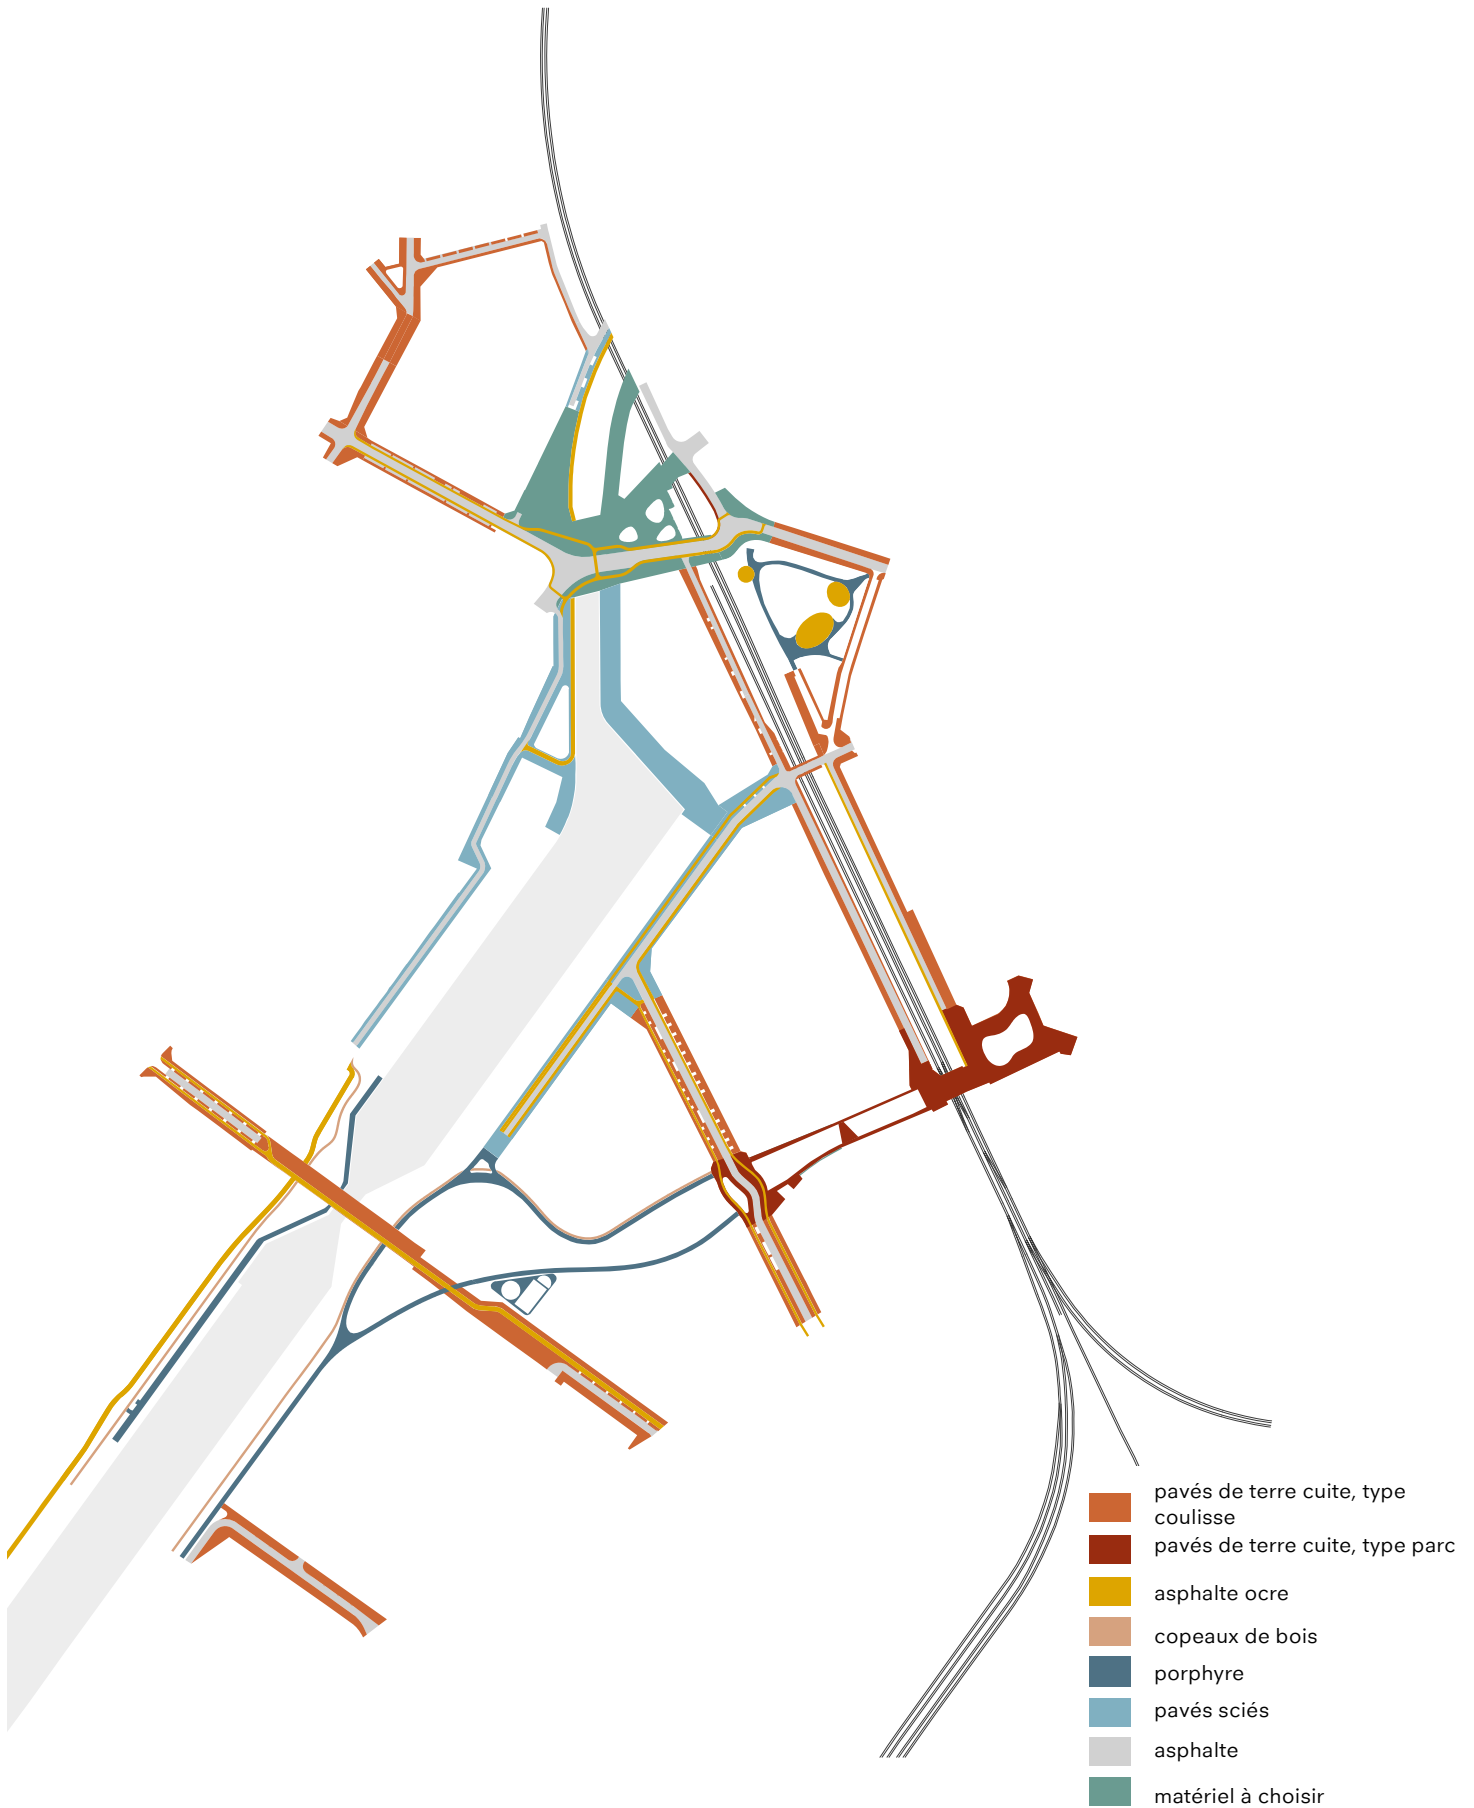 pavés de terre cuite, type
coulisse
pavés de terre cuite, type parc
asphalte ocre
copeaux de bois
porphyre
pavés sciés
asphalte
matériel à choisir